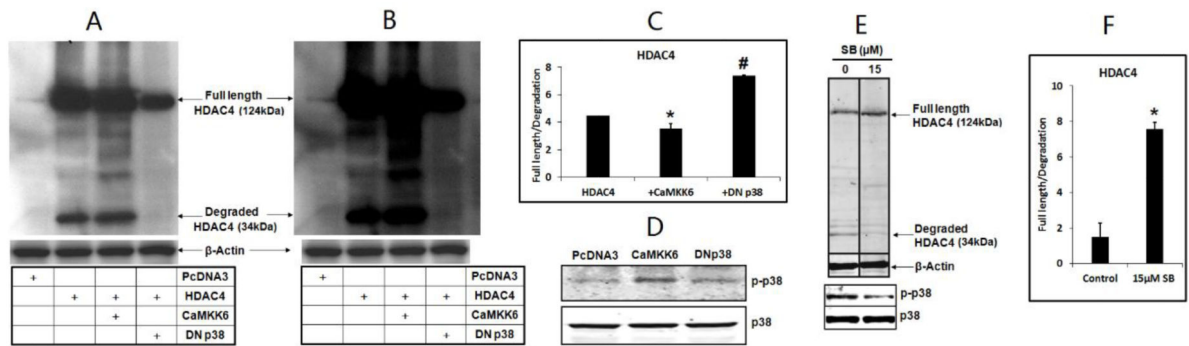 A
Full length
HDAC4 (124kDa)
Degraded
HDAC4 (34kDa)
β-Actin
+ PcDNA3
+ + + HDAC4
+ CaMKK6
+ DN p38
B
+ PcDNA3
+ + + HDAC4
+ CaMKK6
+ DN p38
C
HDAC4
Full length/Degradation
8
6
4
2
0
*
#
HDAC4 +CaMKK6 +DN p38
D
PcDNA3 CaMKK6 DNp38
p-p38
p38
E
SB (μM)
0 15
Full length
HDAC4 (124kDa)
Degraded
HDAC4 (34kDa)
β-Actin
p-p38
p38
F
HDAC4
Full length/Degradation
10
8
6
4
2
0
*
Control 15μM SB